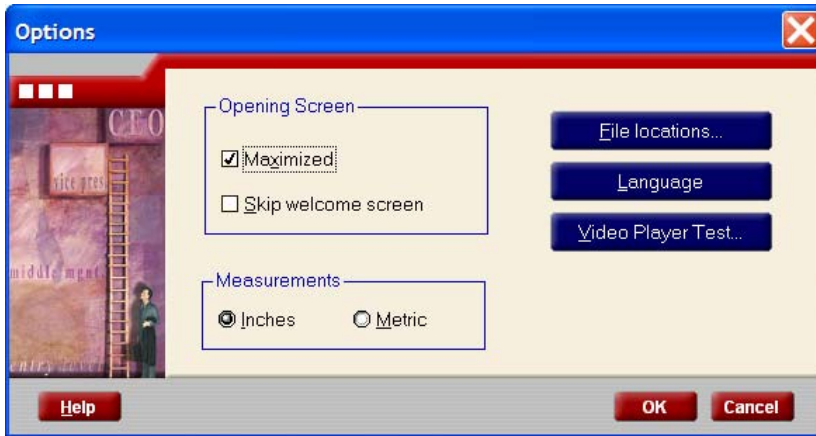 Options
CEO
vice pres.
middle mgnt.
entry level
Opening Screen
Maximized
Skip welcome screen
Measurements
Inches Metric
File locations...
Language
Video Player Test...
Help
OK Cancel